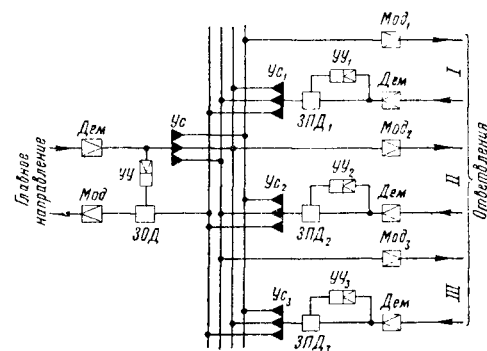 Мод₁
УУ₁
Ус₁
Дем
I
ЗПД₁
Ус
Дем
Мод₂
Главное направление
УУ
УУ₂
II
Ответвления
Мод
Ус₂
Дем
ЗОД
ЗПД₂
Мод₃
УУ₃
Ус₃
Дем
III
ЗПД₃